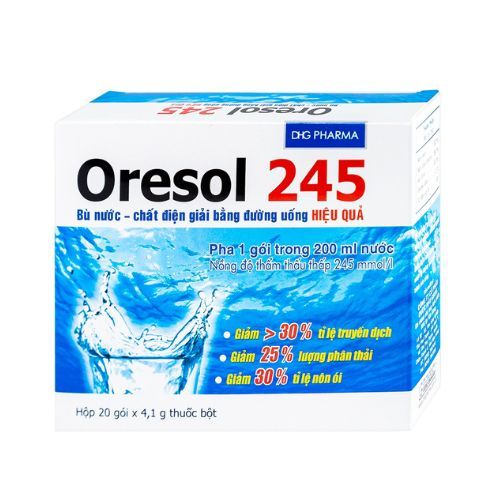 DHG PHARMA
Oresol 245
Bù nước – chất điện giải bằng đường uống HIỆU QUẢ
Pha 1 gói trong 200 ml nước
Nồng độ thẩm thấu thấp 245 mmol/l
• Giảm > 30% tỉ lệ truyền dịch
• Giảm 25% lượng phân thải
• Giảm 30% tỉ lệ nôn ói
Hộp 20 gói x 4,1 g thuốc bột
Oresol 245